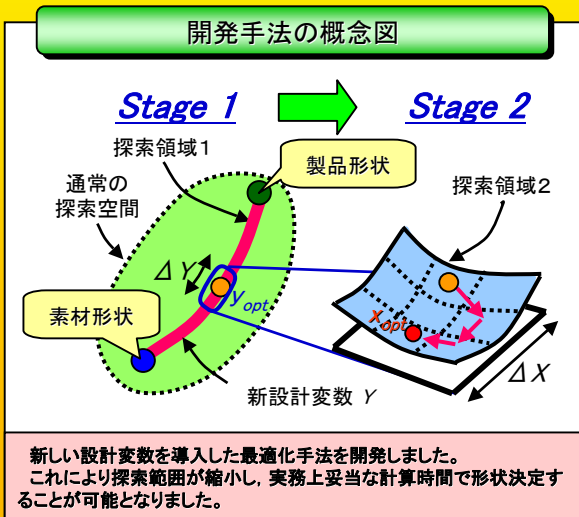 開発手法の概念図
Stage 1
Stage 2
探索領域1
製品形状
通常の
探索空間
探索領域2
ΔY
yopt
素材形状
xopt
ΔX
新設計変数 Y
新しい設計変数を導入した最適化手法を開発しました。
これにより探索範囲が縮小し，実務上妥当な計算時間で形状決定す
ることが可能となりました。